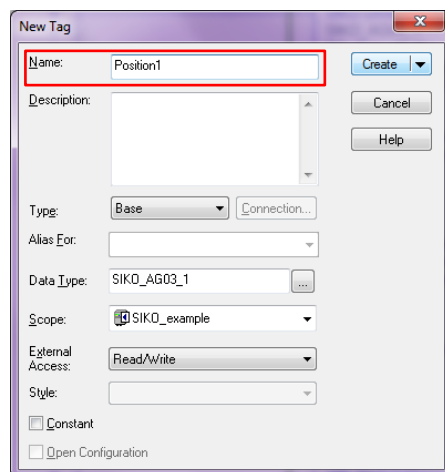 New Tag
Name: Position1 Create
Description: Cancel
Help
Type: Base Connection...
Alias For:
Data Type: SIKO_AG03_1 ...
Scope: SIKO_example
External Access: Read/Write
Style:
Constant
Open Configuration